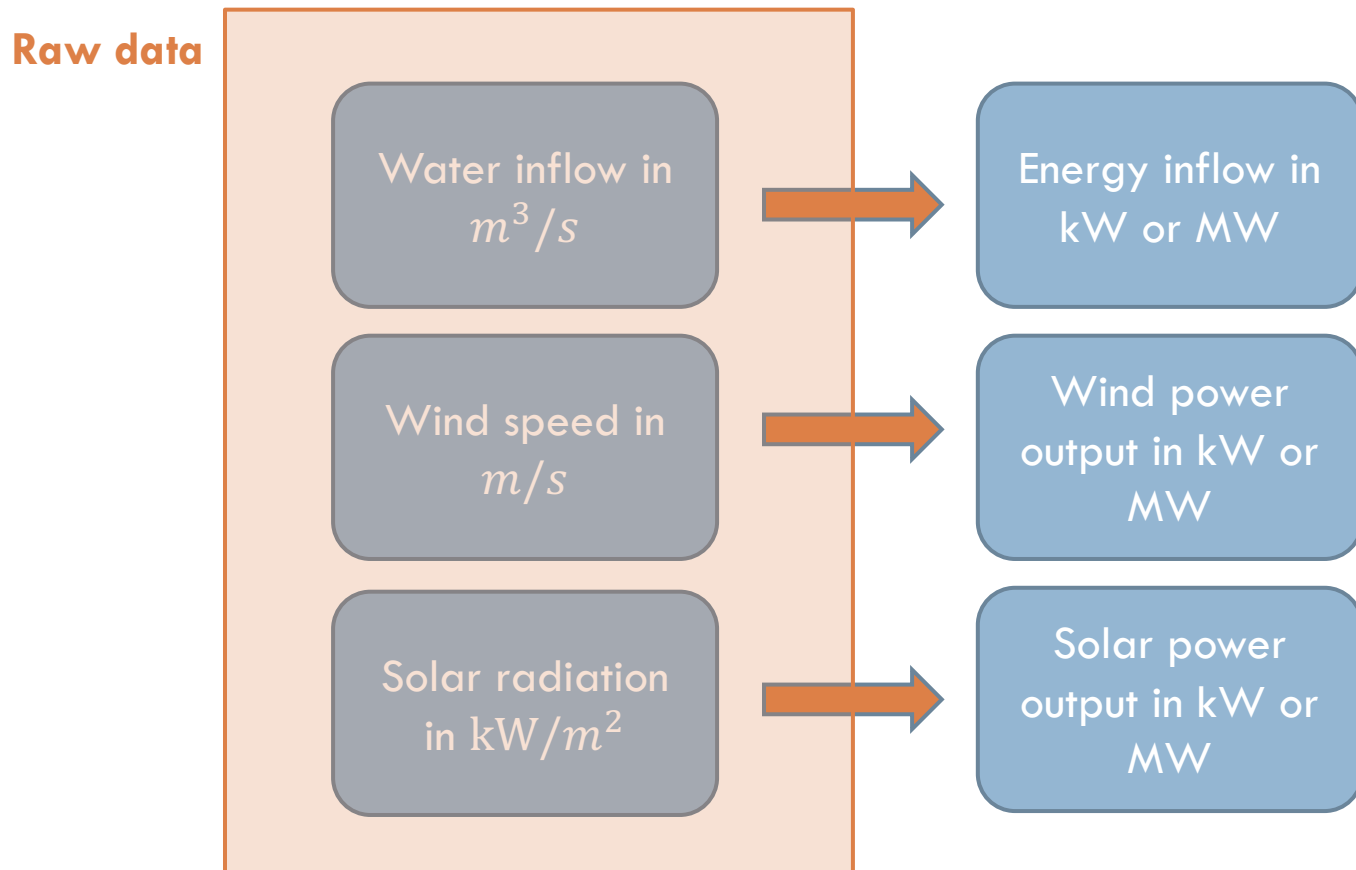 Raw data
Water inflow in
m³/s
Energy inflow in
kW or MW
Wind speed in
m/s
Wind power
output in kW or
MW
Solar radiation
in kW/m²
Solar power
output in kW or
MW